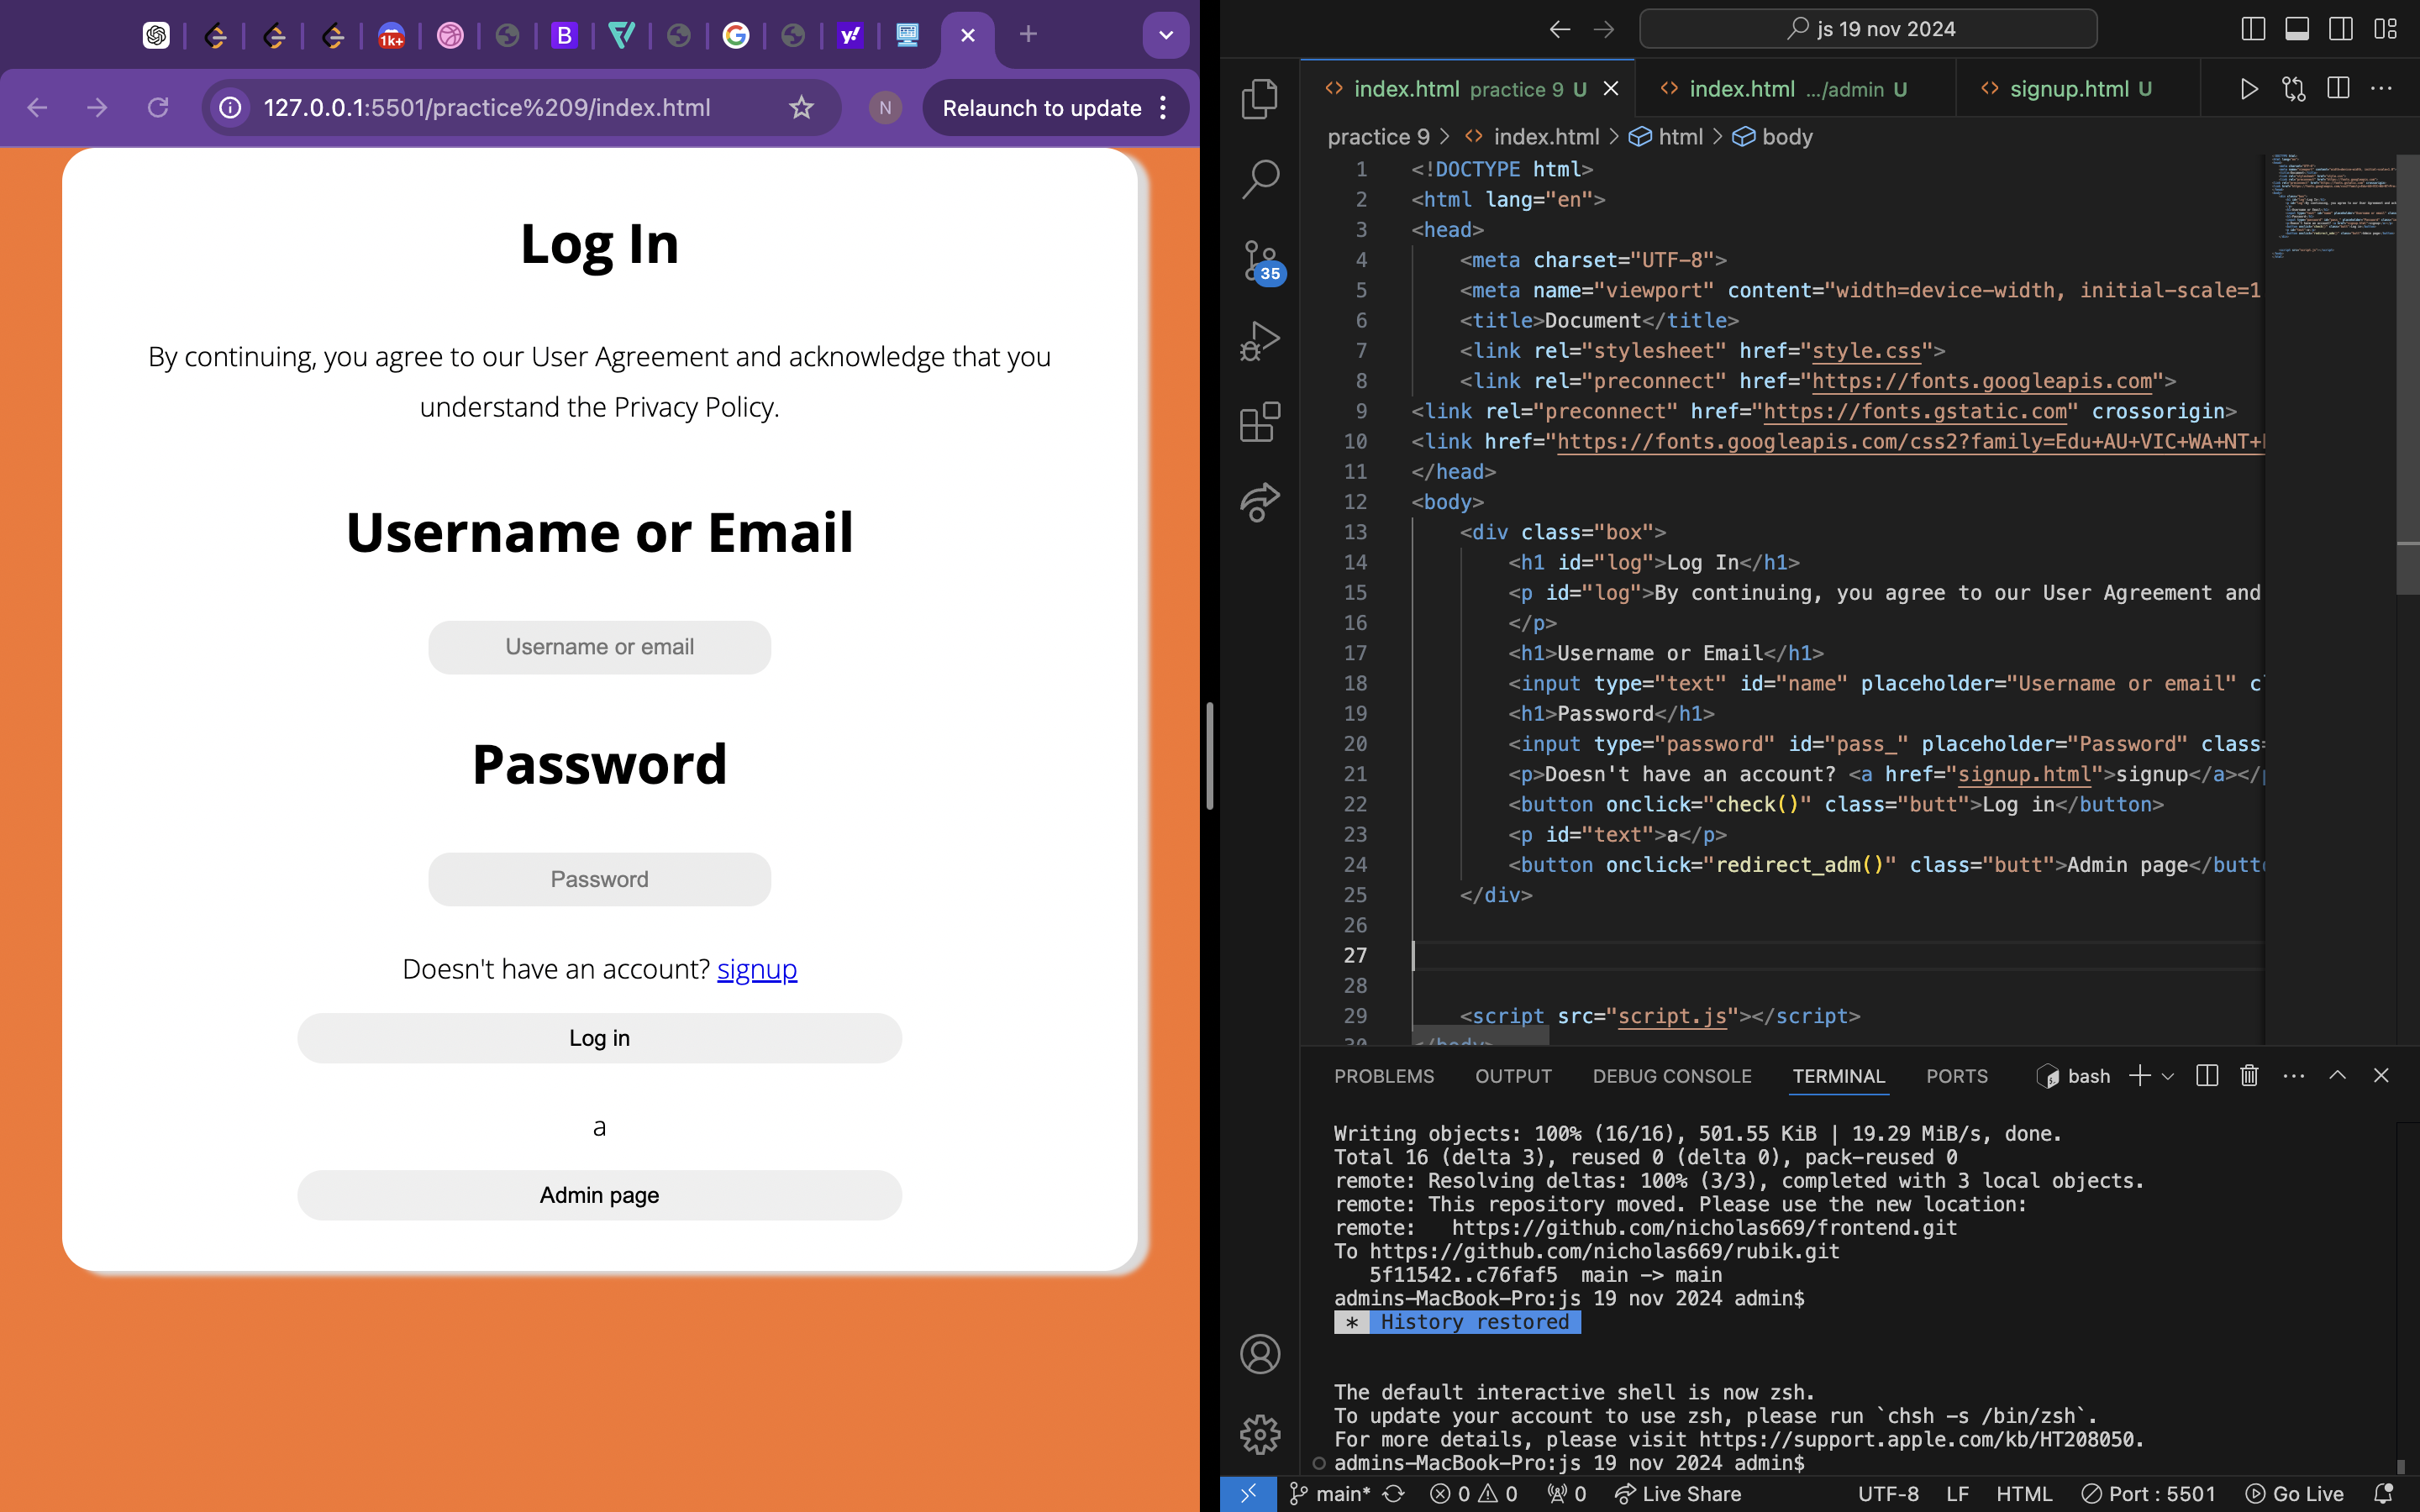 1k+
B
y!
127.0.0.1:5501/practice%209/index.html
N
Relaunch to update
Log In
By continuing, you agree to our User Agreement and acknowledge that you
understand the Privacy Policy.
Username or Email
Username or email
Password
Password
Doesn't have an account? signup
Log in
a
Admin page
js 19 nov 2024
index.html practice 9 U
index.html .../admin U
signup.html U
practice 9 > index.html > html > body
35
1 <!DOCTYPE html>
2 <html lang="en">
3 <head>
4 <meta charset="UTF-8">
5 <meta name="viewport" content="width=device-width, initial-scale=1
6 <title>Document</title>
7 <link rel="stylesheet" href="style.css">
8 <link rel="preconnect" href="https://fonts.googleapis.com">
9 <link rel="preconnect" href="https://fonts.gstatic.com" crossorigin>
10 <link href="https://fonts.googleapis.com/css2?family=Edu+AU+VIC+WA+NT+
11 </head>
12 <body>
13 <div class="box">
14 <h1 id="log">Log In</h1>
15 <p id="log">By continuing, you agree to our User Agreement and
16 </p>
17 <h1>Username or Email</h1>
18 <input type="text" id="name" placeholder="Username or email" cl
19 <h1>Password</h1>
20 <input type="password" id="pass_" placeholder="Password" class=
21 <p>Doesn't have an account? <a href="signup.html">signup</a></p
22 <button onclick="check()" class="butt">Log in</button>
23 <p id="text">a</p>
24 <button onclick="redirect_adm()" class="butt">Admin page</butt
25 </div>
26
27
28
29 <script src="script.js"></script>
30 </body>
PROBLEMS OUTPUT DEBUG CONSOLE TERMINAL PORTS
bash
Writing objects: 100% (16/16), 501.55 KiB | 19.29 MiB/s, done.
Total 16 (delta 3), reused 0 (delta 0), pack-reused 0
remote: Resolving deltas: 100% (3/3), completed with 3 local objects.
remote: This repository moved. Please use the new location:
remote:   https://github.com/nicholas669/frontend.git
To https://github.com/nicholas669/rubik.git
5f11542..c76faf5  main -> main
admins-MacBook-Pro:js 19 nov 2024 admin$
* History restored
The default interactive shell is now zsh.
To update your account to use zsh, please run `chsh -s /bin/zsh`.
For more details, please visit https://support.apple.com/kb/HT208050.
admins-MacBook-Pro:js 19 nov 2024 admin$
main* 0 0 0 Live Share UTF-8 LF HTML Port : 5501 Go Live